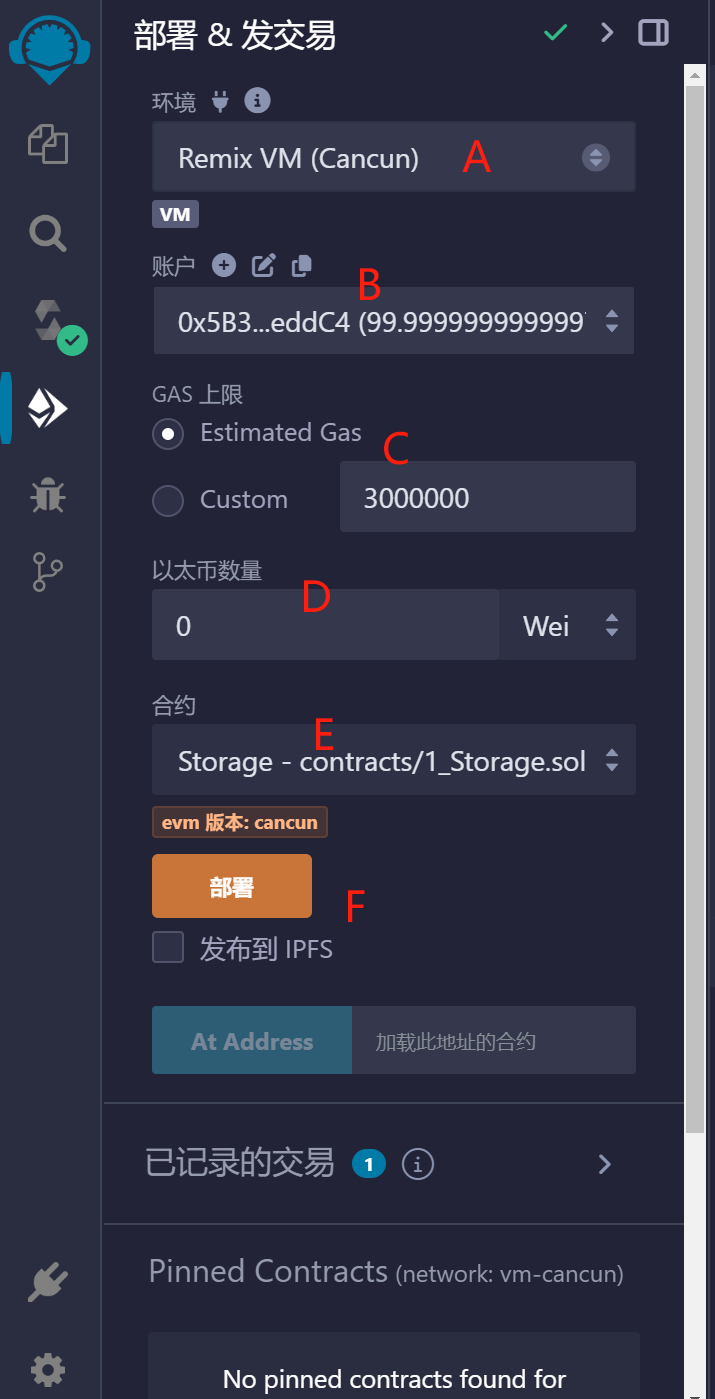 部署 & 发交易
环境
Remix VM (Cancun) A
VM
账户
B
0x5B3...eddC4 (99.9999999999997
GAS 上限
Estimated Gas
C
Custom 3000000
以太币数量
D
0 Wei
合约
E
Storage - contracts/1_Storage.sol
evm 版本: cancun
部署
F
发布到 IPFS
At Address 加载此地址的合约
已记录的交易 1
Pinned Contracts (network: vm-cancun)
No pinned contracts found for